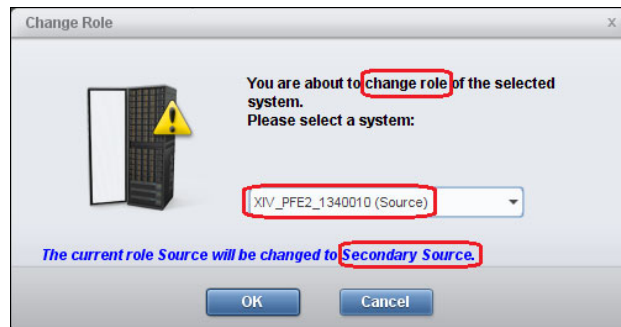 Change Role
x
You are about to change role of the selected
system.
Please select a system:
XIV_PFE2_1340010 (Source)
The current role Source will be changed to Secondary Source.
OK
Cancel